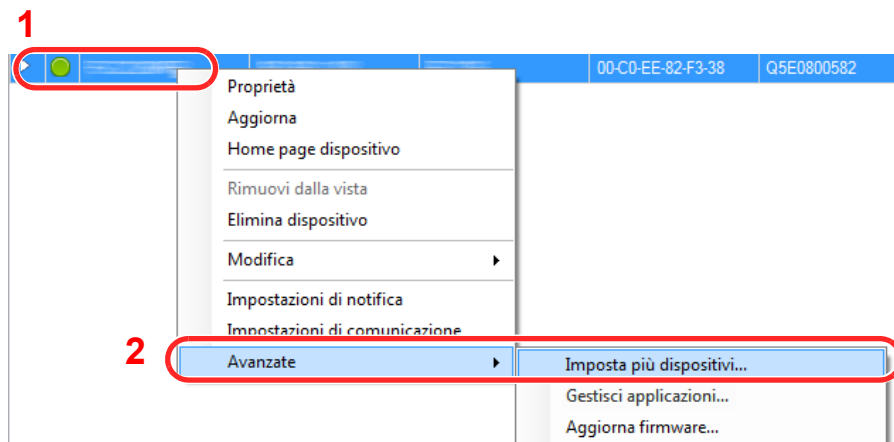 1
00-C0-EE-82-F3-38 Q5E0800582
Proprietà
Aggiorna
Home page dispositivo
Rimuovi dalla vista
Elimina dispositivo
Modifica
Impostazioni di notifica
Impostazioni di comunicazione
2
Avanzate
Imposta più dispositivi...
Gestisci applicazioni...
Aggiorna firmware...